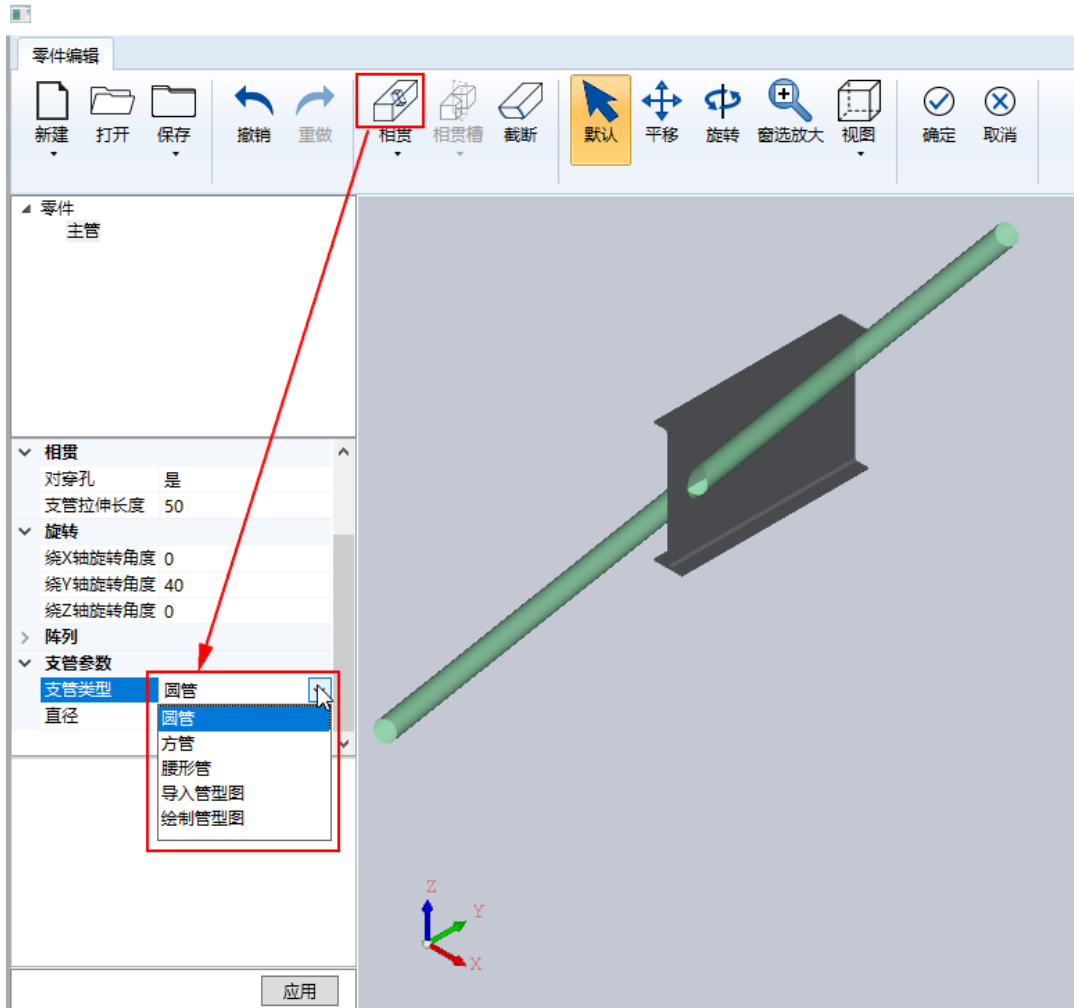 零件编辑
新建 打开 保存 撤销 重做 相贯 相贯槽 截断 默认 平移 旋转 窗选放大 视图 确定 取消
零件
主管
相贯
对穿孔 是
支管拉伸长度 50
旋转
绕X轴旋转角度 0
绕Y轴旋转角度 40
绕Z轴旋转角度 0
阵列
支管参数
支管类型 圆管
直径
圆管
方管
腰形管
导入管型图
绘制管型图
Z
Y
X
应用